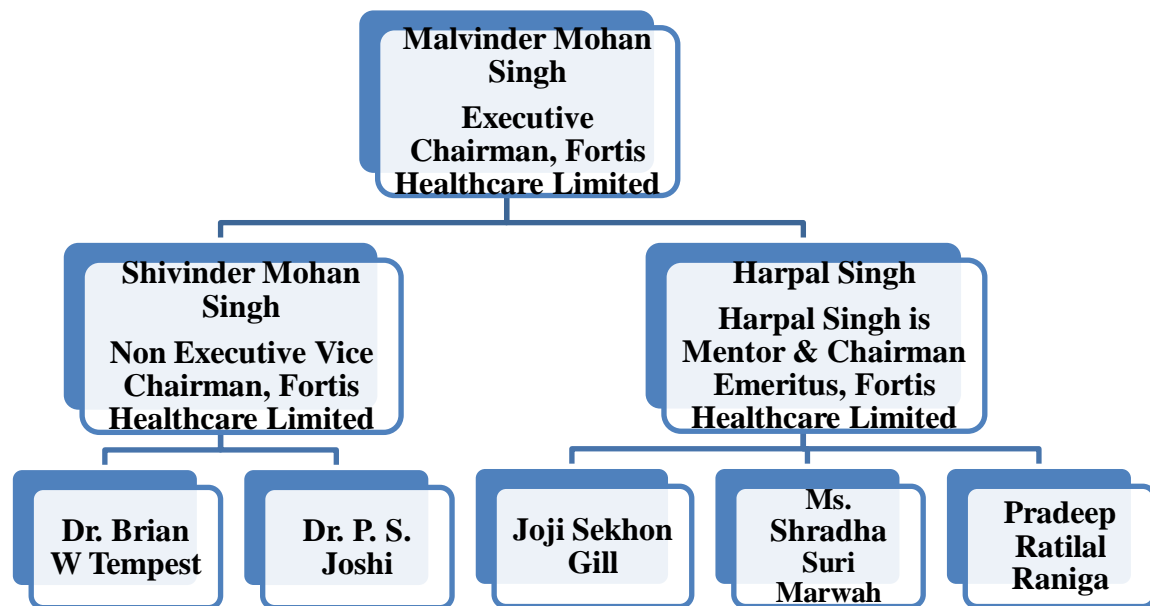 Malvinder Mohan
Singh
Executive
Chairman, Fortis
Healthcare Limited
Shivinder Mohan
Singh
Non Executive Vice
Chairman, Fortis
Healthcare Limited
Harpal Singh
Harpal Singh is
Mentor & Chairman
Emeritus, Fortis
Healthcare Limited
Dr. Brian
W Tempest
Dr. P. S.
Joshi
Joji Sekhon
Gill
Ms.
Shradha
Suri
Marwah
Pradeep
Ratilal
Raniga